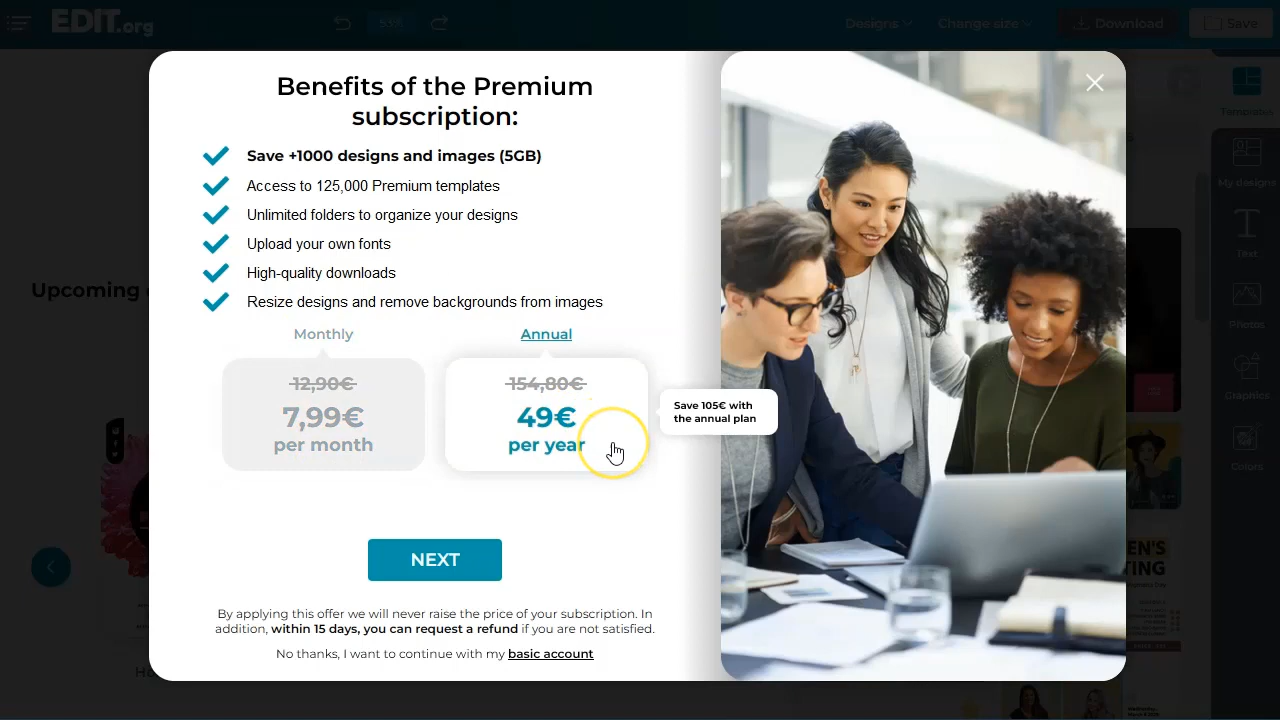 EDIT.org
Designs
Change size
Download
Save
Benefits of the Premium
subscription:
Save +1000 designs and images (5GB)
Access to 125,000 Premium templates
Unlimited folders to organize your designs
Upload your own fonts
High-quality downloads
Resize designs and remove backgrounds from images
Monthly
Annual
12,90€
7,99€
per month
154,80€
49€
per year
Save 105€ with
the annual plan
NEXT
By applying this offer we will never raise the price of your subscription. In
addition, within 15 days, you can request a refund if you are not satisfied.
No thanks, I want to continue with my basic account
Upcoming
Templates
My designs
Text
Photos
Graphics
Colors